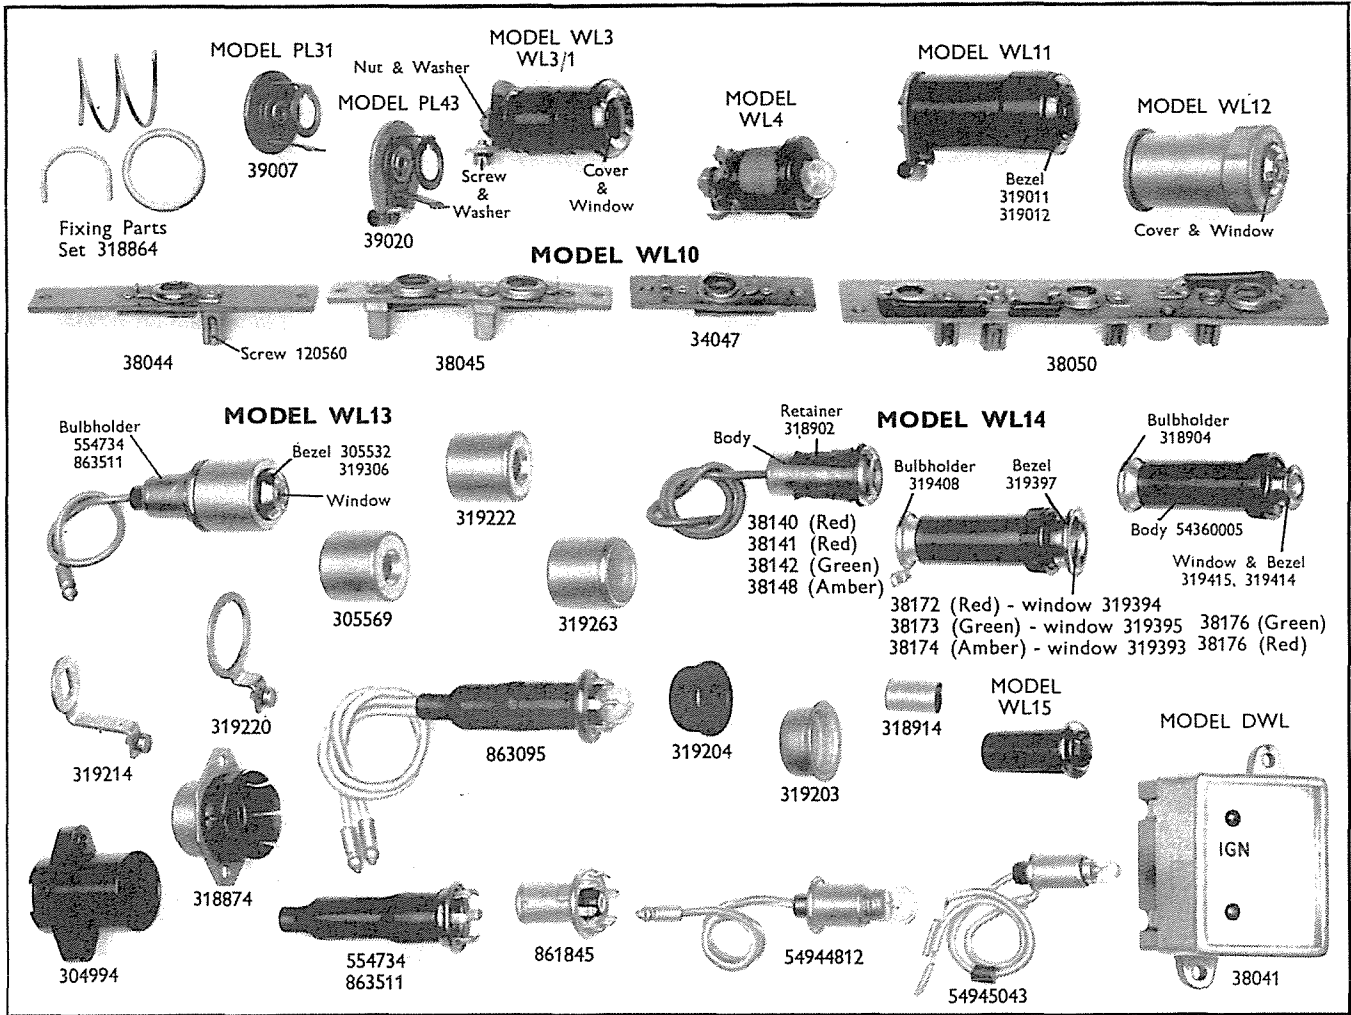 MODEL PL31
39007
Nut & Washer
MODEL PL43
39020
MODEL WL3
WL3/1
Screw
&
Washer
Cover
&
Window
MODEL
WL4
MODEL WL11
Bezel
319011
319012
MODEL WL12
Cover & Window
Fixing Parts
Set 318864
MODEL WL10
38044
Screw 120560
38045
34047
38050
MODEL WL13
Bulbholder
554734
863511
Bezel 305532
319306
Window
319222
305569
319263
MODEL WL14
Retainer
318902
Body
38140 (Red)
38141 (Red)
38142 (Green)
38148 (Amber)
Bulbholder
319408
Bezel
319397
38172 (Red) - window 319394
38173 (Green) - window 319395
38174 (Amber) - window 319393
Bulbholder
318904
Body 54360005
Window & Bezel
319415, 319414
38176 (Green)
38176 (Red)
319214
319220
863095
319204
319203
318914
MODEL
WL15
MODEL DWL
IGN
38041
304994
318874
554734
863511
861845
54944812
54945043